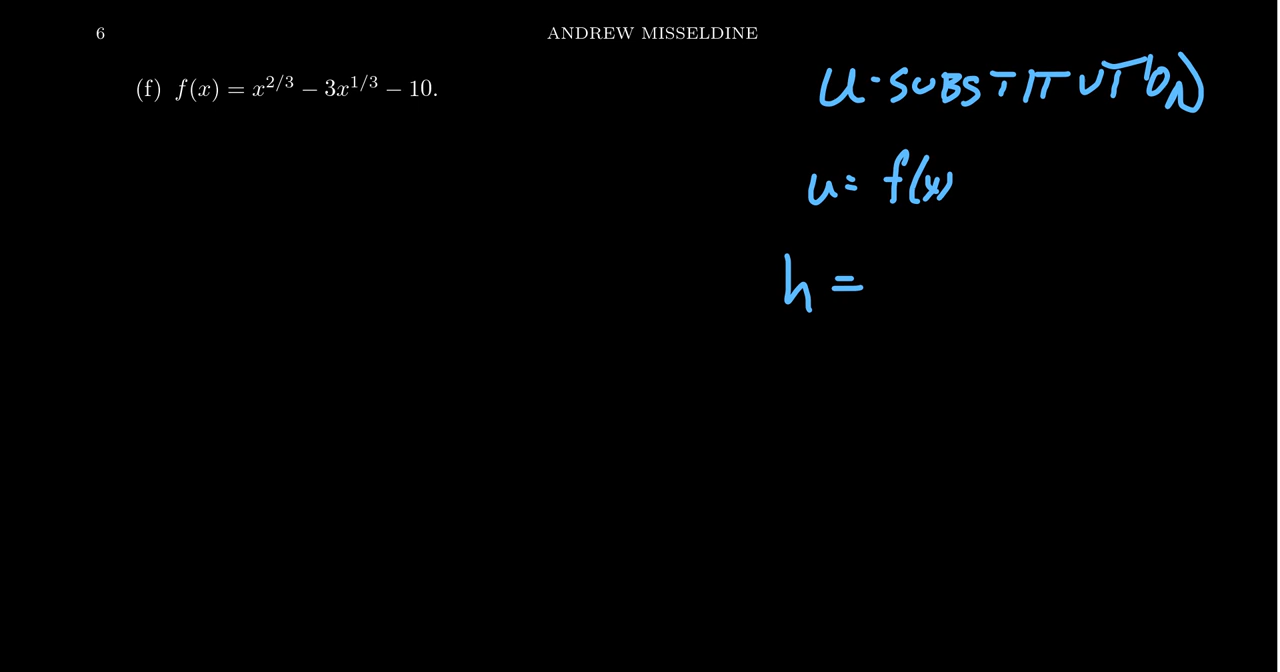 6
ANDREW MISSELDINE
(f) f(x) = x^{2/3} − 3x^{1/3} − 10.
U-SUBSTITUTION
u = f(x)
h =